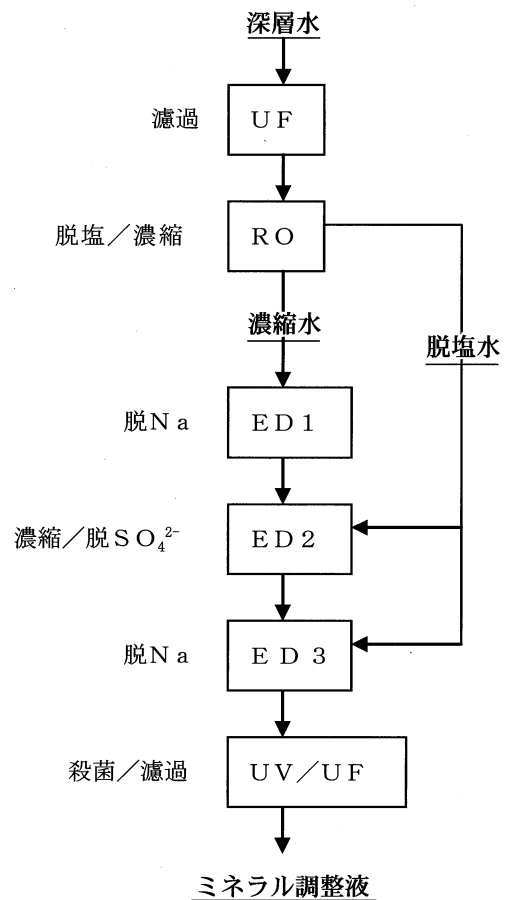 深層水
濾過
ＵＦ
脱塩／濃縮
ＲＯ
濃縮水
脱塩水
脱Ｎａ
ＥＤ１
濃縮／脱ＳＯ₄²⁻
ＥＤ２
脱Ｎａ
ＥＤ３
殺菌／濾過
ＵＶ／ＵＦ
ミネラル調整液